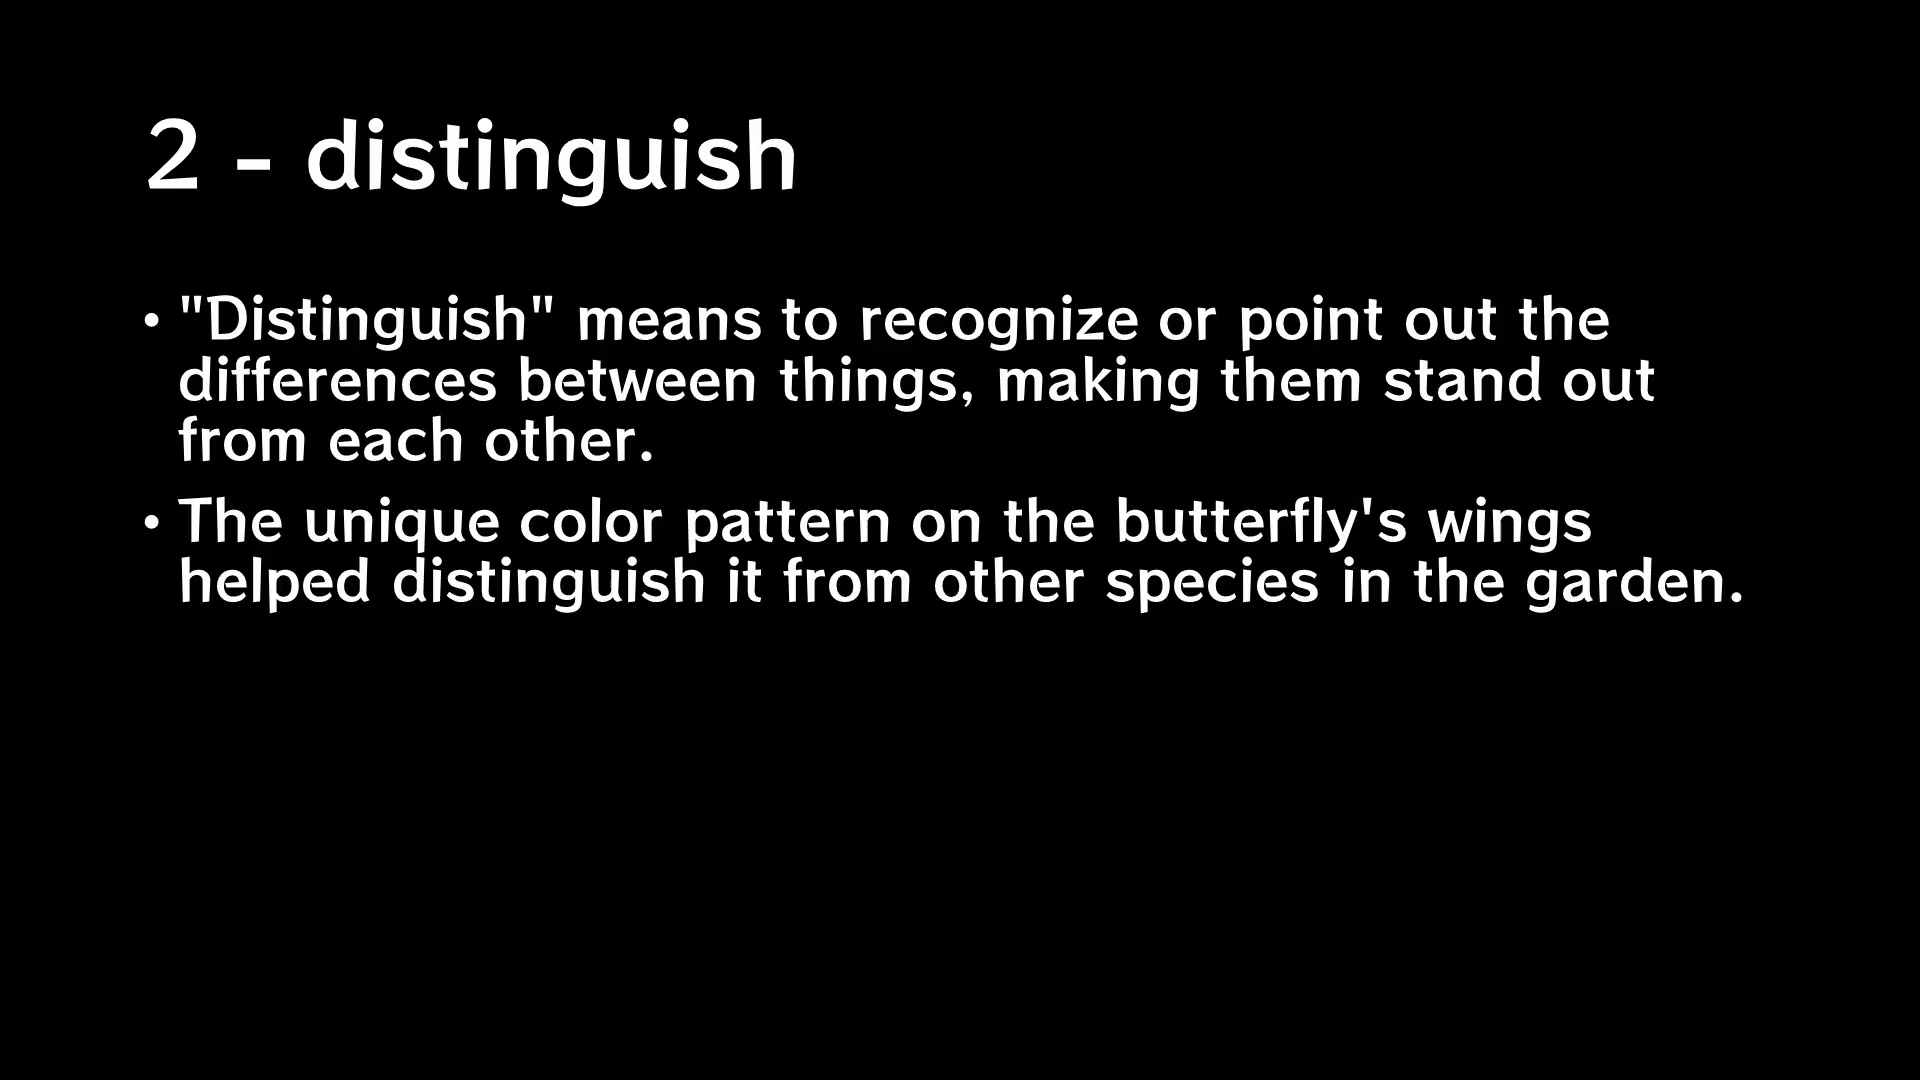 2 - distinguish
• "Distinguish" means to recognize or point out the
differences between things, making them stand out
from each other.
• The unique color pattern on the butterfly's wings
helped distinguish it from other species in the garden.